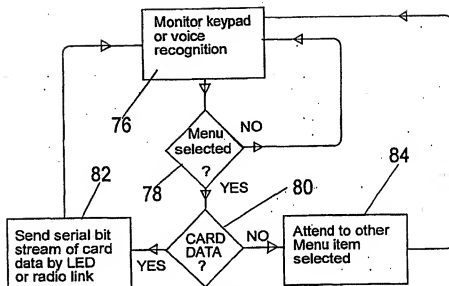 Monitor keypad
or voice
recognition
76
Menu
selected
?
NO
78
YES
82
80
84
Send serial bit
stream of card
data by LED
or radio link
YES
CARD
DATA
?
NO
Attend to other
Menu item
selected